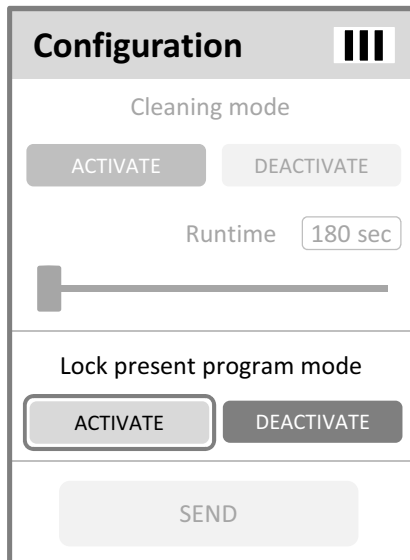 Configuration
Cleaning mode
ACTIVATE DEACTIVATE
Runtime 180 sec
Lock present program mode
ACTIVATE DEACTIVATE
SEND